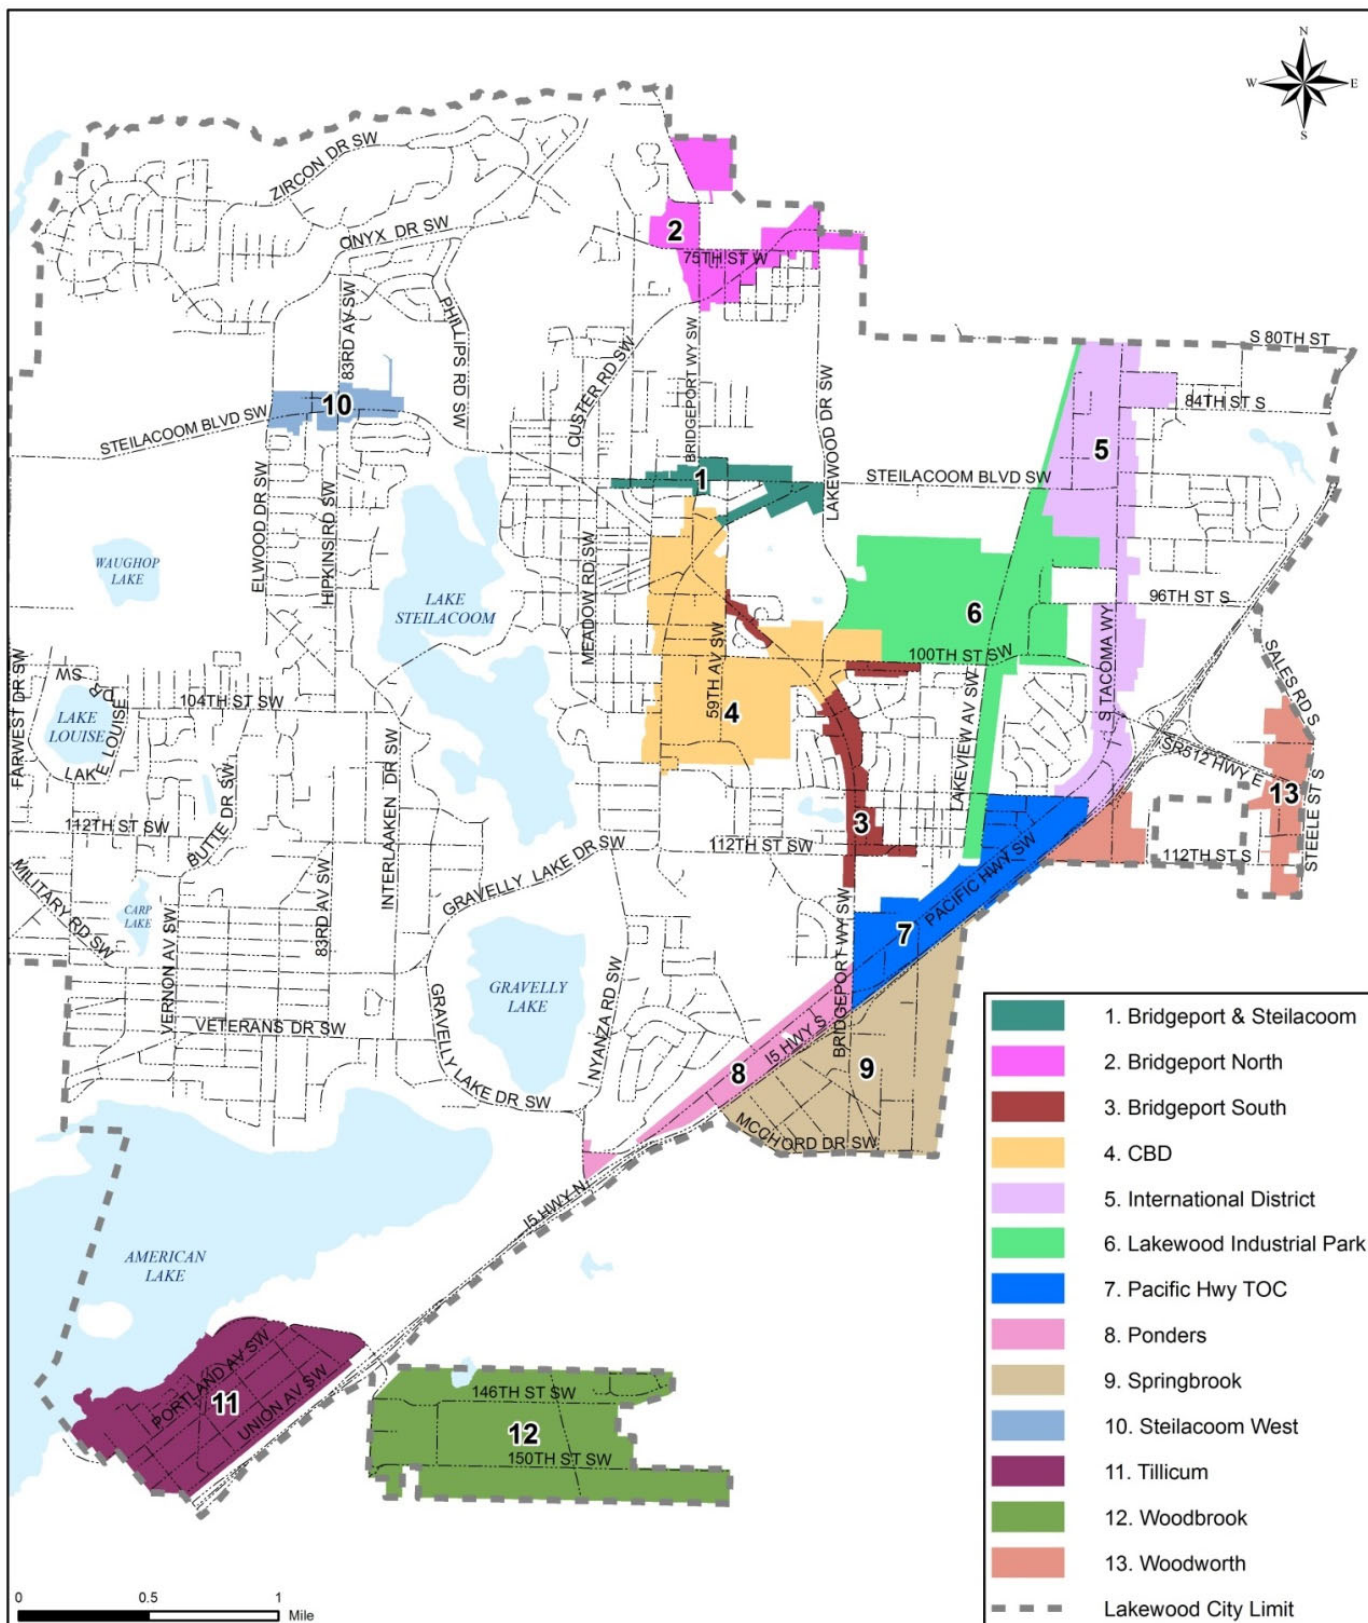 N
W
E
S
ZIRCON DR SW
ONYX DR SW
2
75TH ST W
83RD AV SW
PHILLIPS RD SW
BRIDGEPORT WY SW
CUSTER RD SW
LAKEWOOD DR SW
S 80TH ST
84TH ST S
10
STEILACOOM BLVD SW
5
1
STEILACOOM BLVD SW
ELWOOD DR SW
HIPKINS RD SW
WAUGHOP
LAKE
LAKE
STEILACOOM
MEADOW RD SW
96TH ST S
6
100TH ST SW
59TH AV SW
4
S TACOMA WY
SALES RD S
FARWEST DR SW
LAKE LOUISE DR SW
LAKE
LOUISE
104TH ST SW
INTERLAAKEN DR SW
LAKEVIEW AV SW
SR512 HWY E
13
STEELE ST S
112TH ST SW
BUTTE DR SW
3
112TH ST SW
112TH ST S
PACIFIC HWY SW
MILITARY RD SW
CARP
LAKE
VERNON AV SW
83RD AV SW
GRAVELLY LAKE DR SW
7
BRIDGEPORT WY SW
GRAVELLY
LAKE
NYANZA RD SW
VETERANS DR SW
GRAVELLY LAKE DR SW
I5 HWY S
8
9
MCCHORD DR SW
I5 HWY N
AMERICAN
LAKE
PORTLAND AV SW
11
UNION AV SW
146TH ST SW
12
150TH ST SW
1. Bridgeport & Steilacoom
2. Bridgeport North
3. Bridgeport South
4. CBD
5. International District
6. Lakewood Industrial Park
7. Pacific Hwy TOC
8. Ponders
9. Springbrook
10. Steilacoom West
11. Tillicum
12. Woodbrook
13. Woodworth
Lakewood City Limit
0 0.5 1
Mile